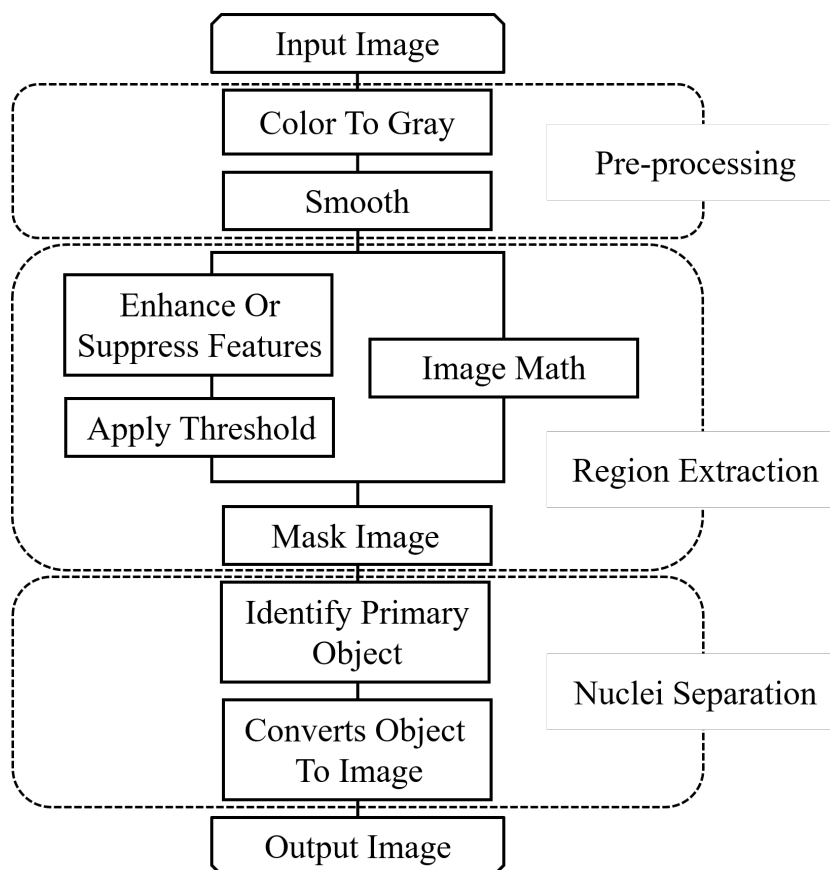 Input Image
Color To Gray
Pre-processing
Smooth
Enhance Or
Suppress Features
Image Math
Apply Threshold
Region Extraction
Mask Image
Identify Primary
Object
Nuclei Separation
Converts Object
To Image
Output Image